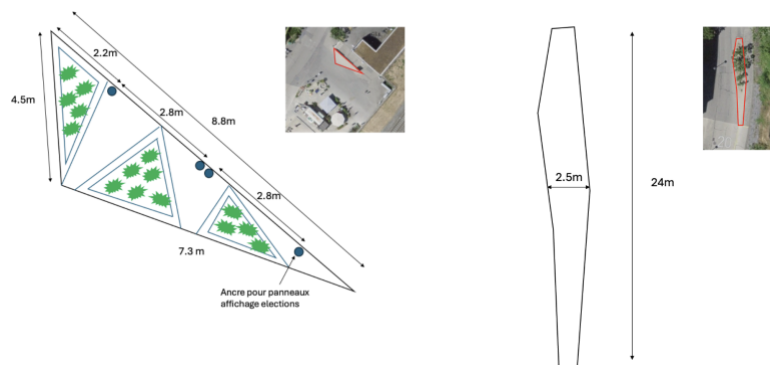 2.2m
4.5m
2.8m
8.8m
2.8m
7.3 m
Ancre pour panneaux
affichage elections
2.5m
24m